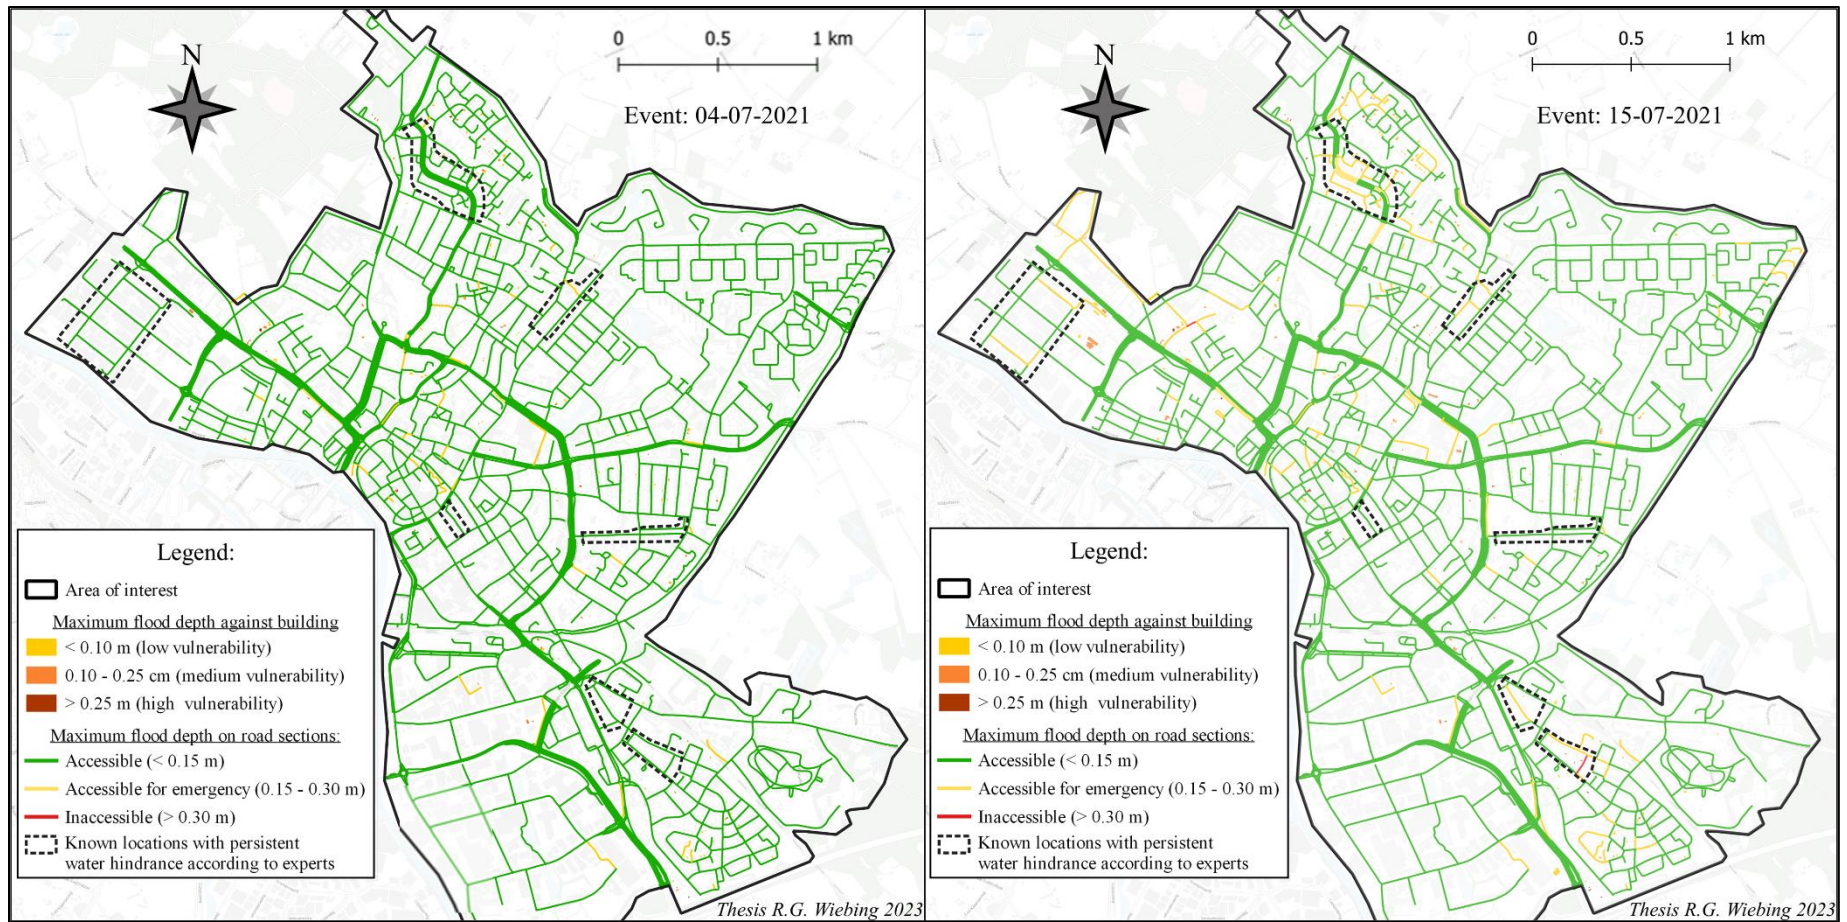 N
0 0.5 1 km
Event: 04-07-2021
Legend:
Area of interest
Maximum flood depth against building
< 0.10 m (low vulnerability)
0.10 - 0.25 cm (medium vulnerability)
> 0.25 m (high vulnerability)
Maximum flood depth on road sections:
Accessible (< 0.15 m)
Accessible for emergency (0.15 - 0.30 m)
Inaccessible (> 0.30 m)
Known locations with persistent
water hindrance according to experts
Thesis R.G. Wiebing 2023
N
0 0.5 1 km
Event: 15-07-2021
Legend:
Area of interest
Maximum flood depth against building
< 0.10 m (low vulnerability)
0.10 - 0.25 cm (medium vulnerability)
> 0.25 m (high vulnerability)
Maximum flood depth on road sections:
Accessible (< 0.15 m)
Accessible for emergency (0.15 - 0.30 m)
Inaccessible (> 0.30 m)
Known locations with persistent
water hindrance according to experts
Thesis R.G. Wiebing 2023